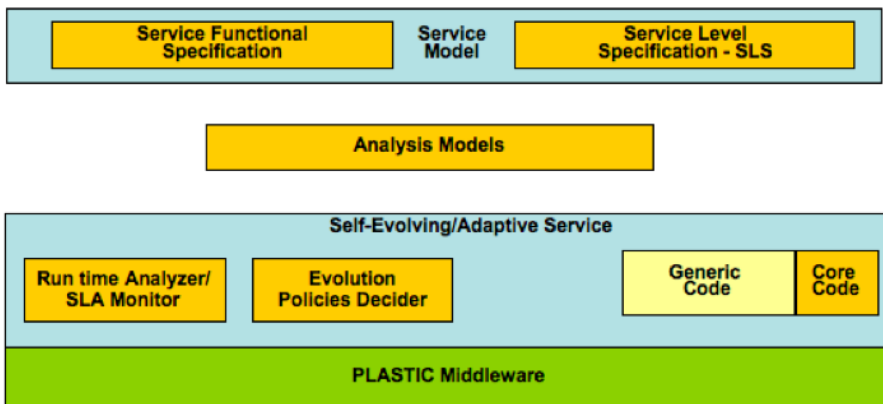 Service Functional
Specification
Service
Model
Service Level
Specification - SLS
Analysis Models
Self-Evolving/Adaptive Service
Run time Analyzer/
SLA Monitor
Evolution
Policies Decider
Generic
Code
Core
Code
PLASTIC Middleware